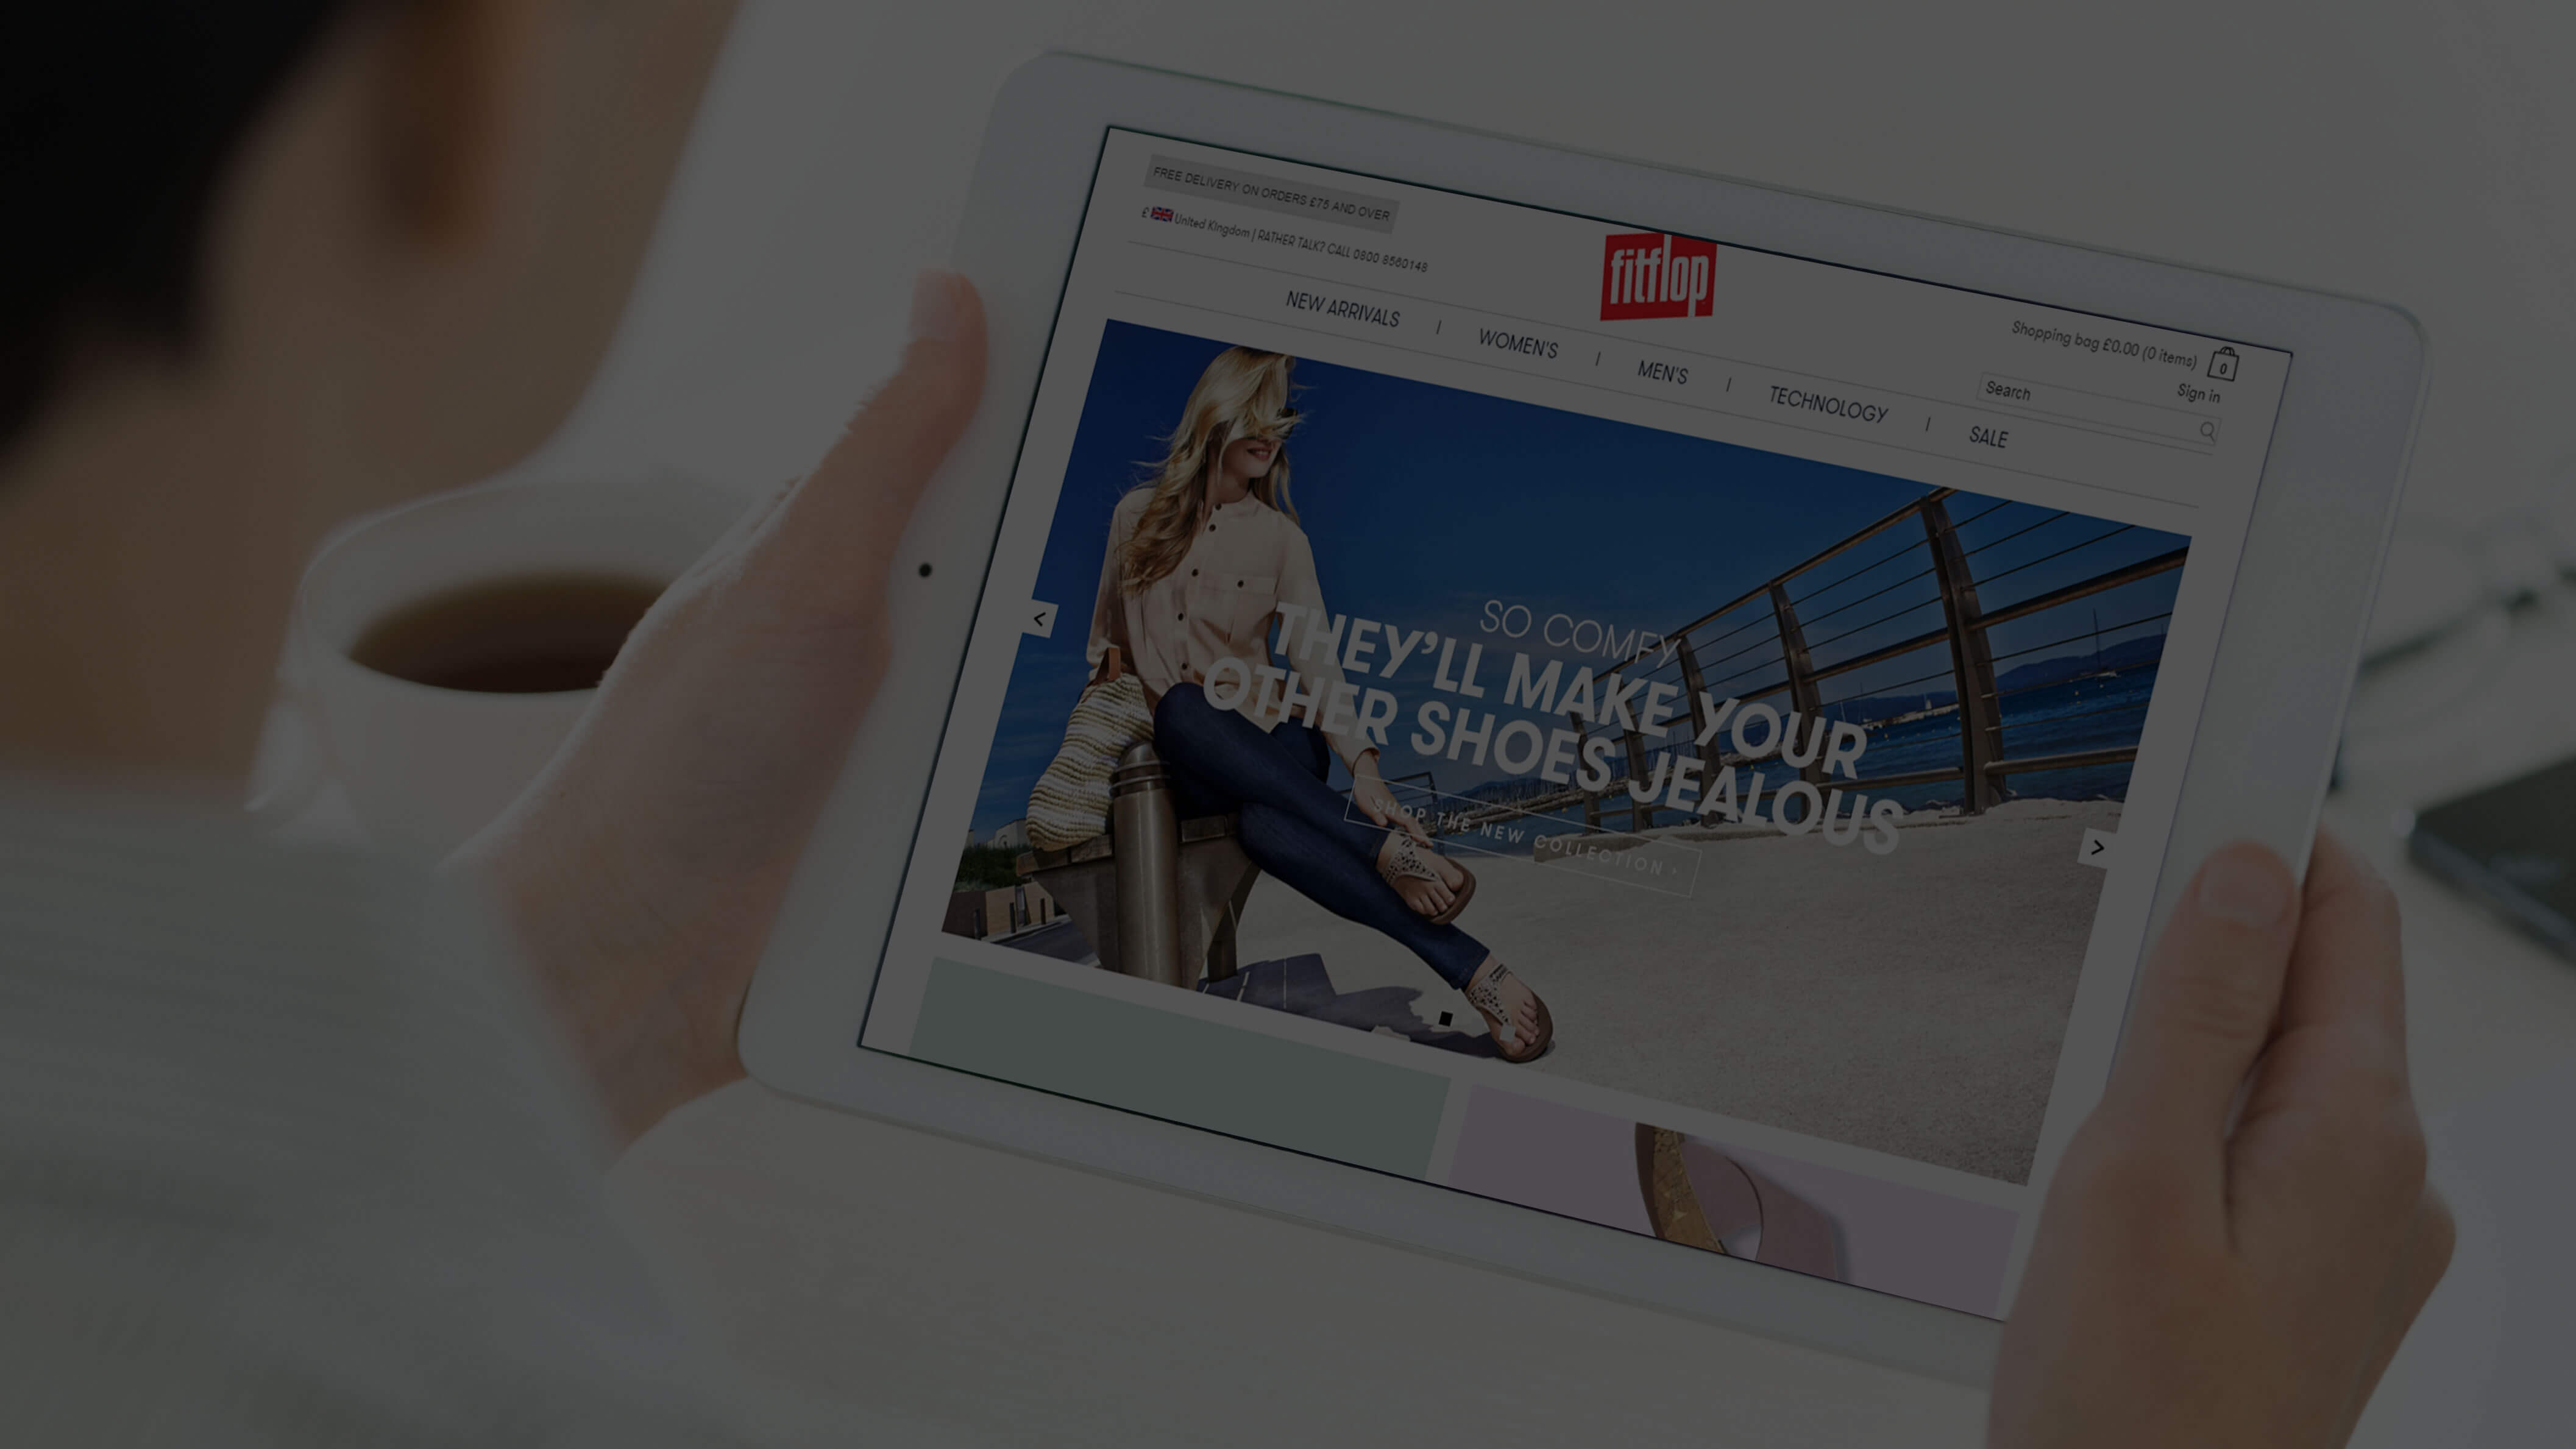 FREE DELIVERY ON ORDERS £75 AND OVER
£ United Kingdom | RATHER TALK? CALL 0800 8560148
fitflop
Shopping bag £0.00 (0 items)
0
Sign in
Search
NEW ARRIVALS | WOMEN'S | MEN'S | TECHNOLOGY | SALE
<
SO COMFY
THEY'LL MAKE YOUR
OTHER SHOES JEALOUS
SHOP THE NEW COLLECTION ›
>